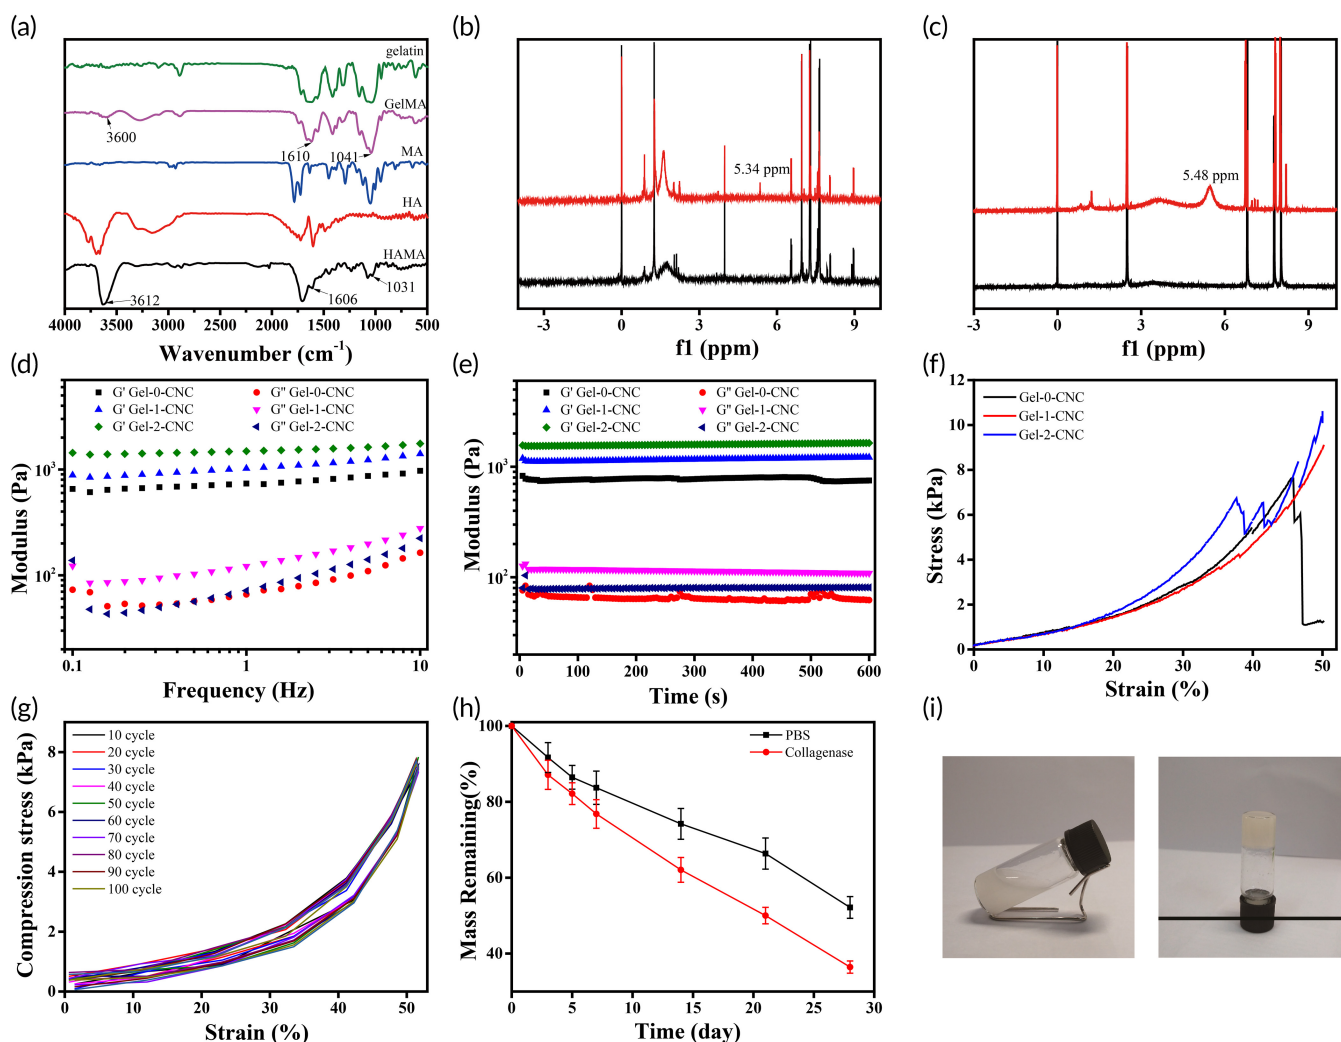 (a)
gelatin
GelMA
3600
1610
1041
MA
HA
HAMA
3612
1606
1031
4000 3500 3000 2500 2000 1500 1000 500
Wavenumber (cm-1)
(b)
5.34 ppm
-3 0 3 6 9
f1 (ppm)
(c)
5.48 ppm
-3 0 3 6 9
f1 (ppm)
(d)
G' Gel-0-CNC G'' Gel-0-CNC
G' Gel-1-CNC G'' Gel-1-CNC
G' Gel-2-CNC G'' Gel-2-CNC
Modulus (Pa)
10^3
10^2
0.1 1 10
Frequency (Hz)
(e)
G' Gel-0-CNC G'' Gel-0-CNC
G' Gel-1-CNC G'' Gel-1-CNC
G' Gel-2-CNC G'' Gel-2-CNC
Modulus (Pa)
10^3
10^2
0 100 200 300 400 500 600
Time (s)
(f)
Gel-0-CNC
Gel-1-CNC
Gel-2-CNC
Stress (kPa)
12
10
8
6
4
2
0
0 10 20 30 40 50
Strain (%)
(g)
10 cycle
20 cycle
30 cycle
40 cycle
50 cycle
60 cycle
70 cycle
80 cycle
90 cycle
100 cycle
Compression stress (kPa)
8
6
4
2
0
0 10 20 30 40 50
Strain (%)
(h)
PBS
Collagenase
Mass Remaining(%)
100
80
60
40
0 5 10 15 20 25 30
Time (day)
(i)